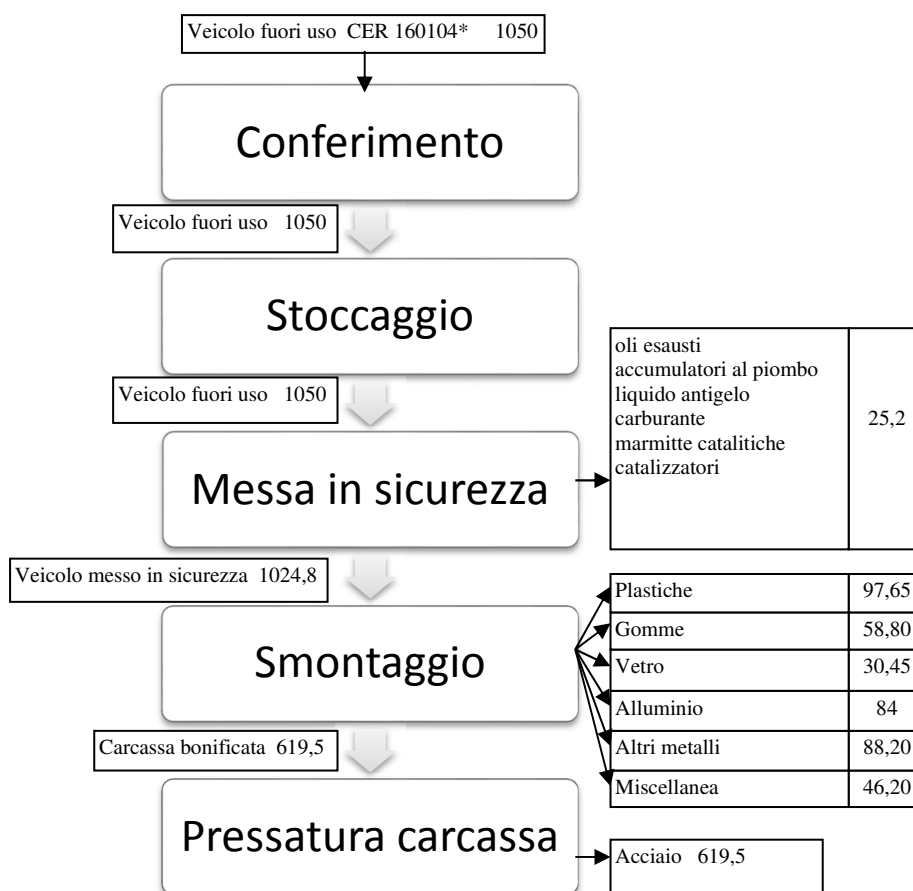 Veicolo fuori uso CER 160104* 1050
Conferimento
Veicolo fuori uso 1050
Stoccaggio
Veicolo fuori uso 1050
oli esausti
accumulatori al piombo
liquido antigelo
carburante
marmitte catalitiche
catalizzatori
25,2
Messa in sicurezza
Veicolo messo in sicurezza 1024,8
Plastiche 97,65
Gomme 58,80
Vetro 30,45
Alluminio 84
Altri metalli 88,20
Miscellanea 46,20
Smontaggio
Carcassa bonificata 619,5
Pressatura carcassa
Acciaio 619,5